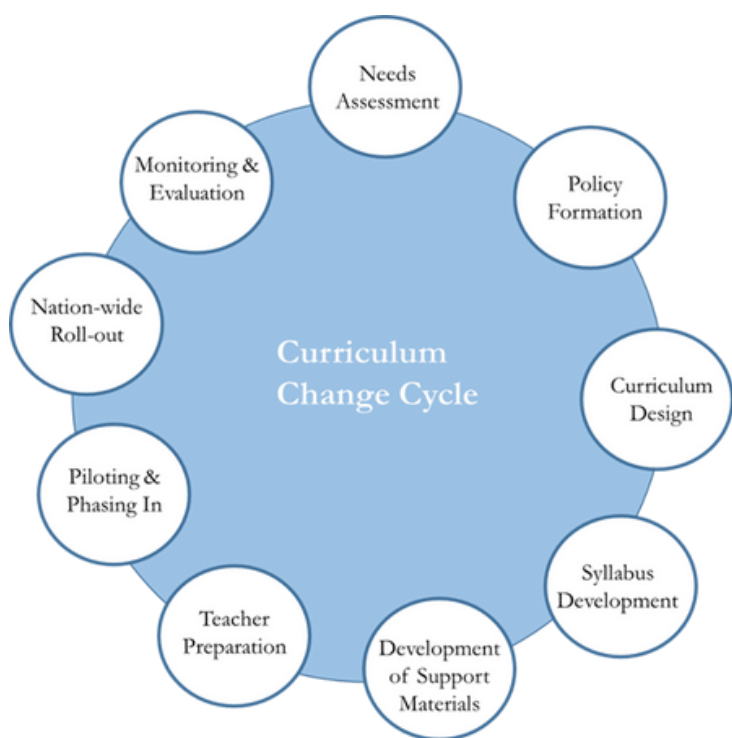 Needs
Assessment
Policy
Formation
Curriculum
Design
Syllabus
Development
Development
of Support
Materials
Teacher
Preparation
Piloting &
Phasing In
Nation-wide
Roll-out
Monitoring &
Evaluation
Curriculum
Change Cycle